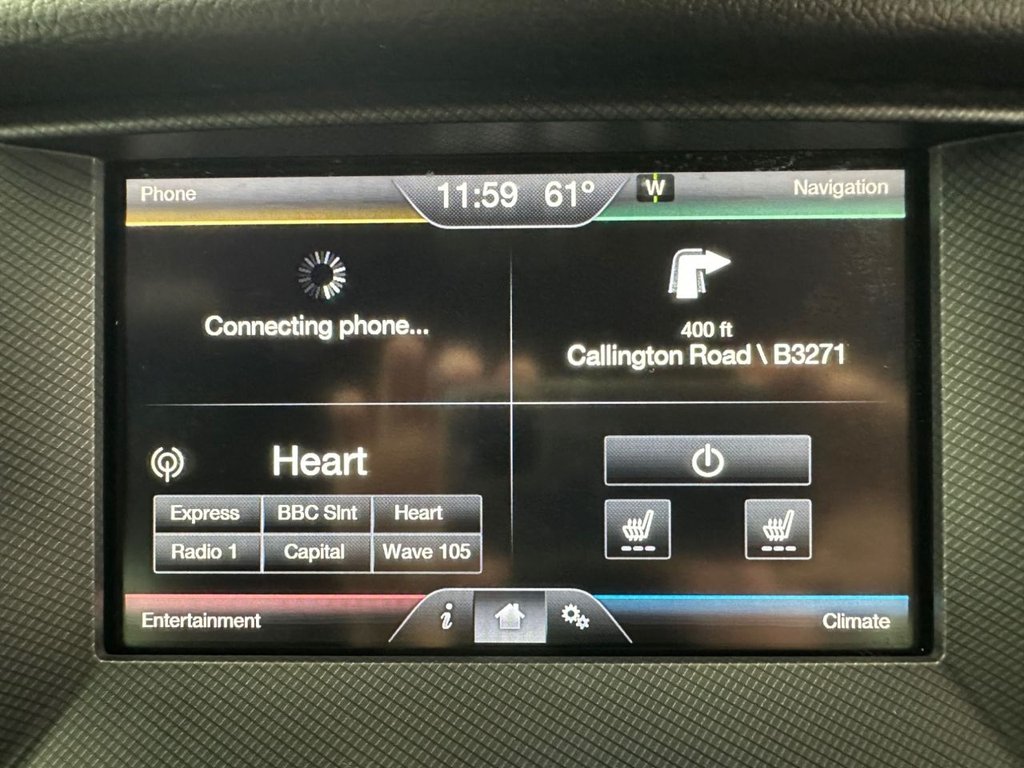 Phone
11:59 61°
W
Navigation
Connecting phone...
400 ft
Callington Road \ B3271
Heart
Express BBC Slnt Heart
Radio 1 Capital Wave 105
Entertainment
i
Climate